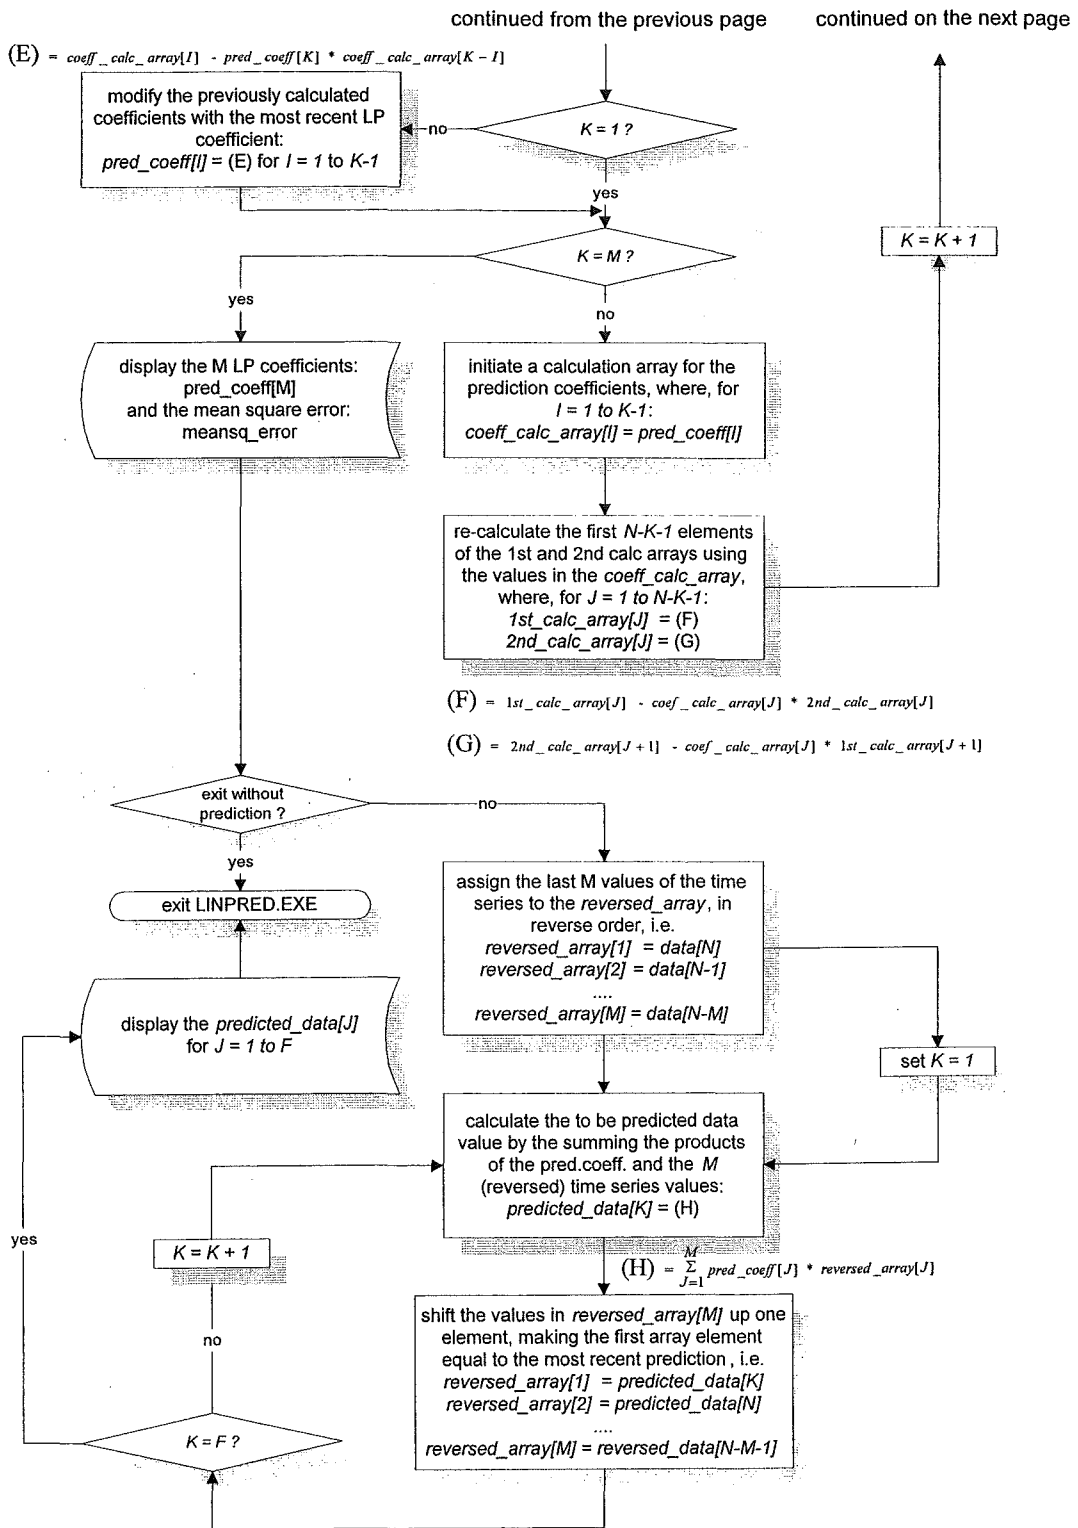 continued from the previous page
continued on the next page
(E) = coeff_calc_array[I] - pred_coeff[K] * coeff_calc_array[K - I]
modify the previously calculated
coefficients with the most recent LP
coefficient:
pred_coeff[I] = (E) for I = 1 to K-1
no
K = 1 ?
yes
K = K + 1
K = M ?
yes
no
display the M LP coefficients:
pred_coeff[M]
and the mean square error:
meansq_error
initiate a calculation array for the
prediction coefficients, where, for
I = 1 to K-1:
coeff_calc_array[I] = pred_coeff[I]
re-calculate the first N-K-1 elements
of the 1st and 2nd calc arrays using
the values in the coeff_calc_array,
where, for J = 1 to N-K-1:
1st_calc_array[J] = (F)
2nd_calc_array[J] = (G)
(F) = 1st_calc_array[J] - coef_calc_array[J] * 2nd_calc_array[J]
(G) = 2nd_calc_array[J + 1] - coef_calc_array[J] * 1st_calc_array[J + 1]
exit without
prediction ?
no
yes
exit LINPRED.EXE
assign the last M values of the time
series to the reversed_array, in
reverse order, i.e.
reversed_array[1] = data[N]
reversed_array[2] = data[N-1]
....
reversed_array[M] = data[N-M]
display the predicted_data[J]
for J = 1 to F
set K = 1
calculate the to be predicted data
value by the summing the products
of the pred.coeff. and the M
(reversed) time series values:
predicted_data[K] = (H)
yes
K = K + 1
(H) = M Σ J=1 pred_coeff[J] * reversed_array[J]
no
shift the values in reversed_array[M] up one
element, making the first array element
equal to the most recent prediction , i.e.
reversed_array[1] = predicted_data[K]
reversed_array[2] = predicted_data[N]
....
reversed_array[M] = reversed_data[N-M-1]
K = F ?